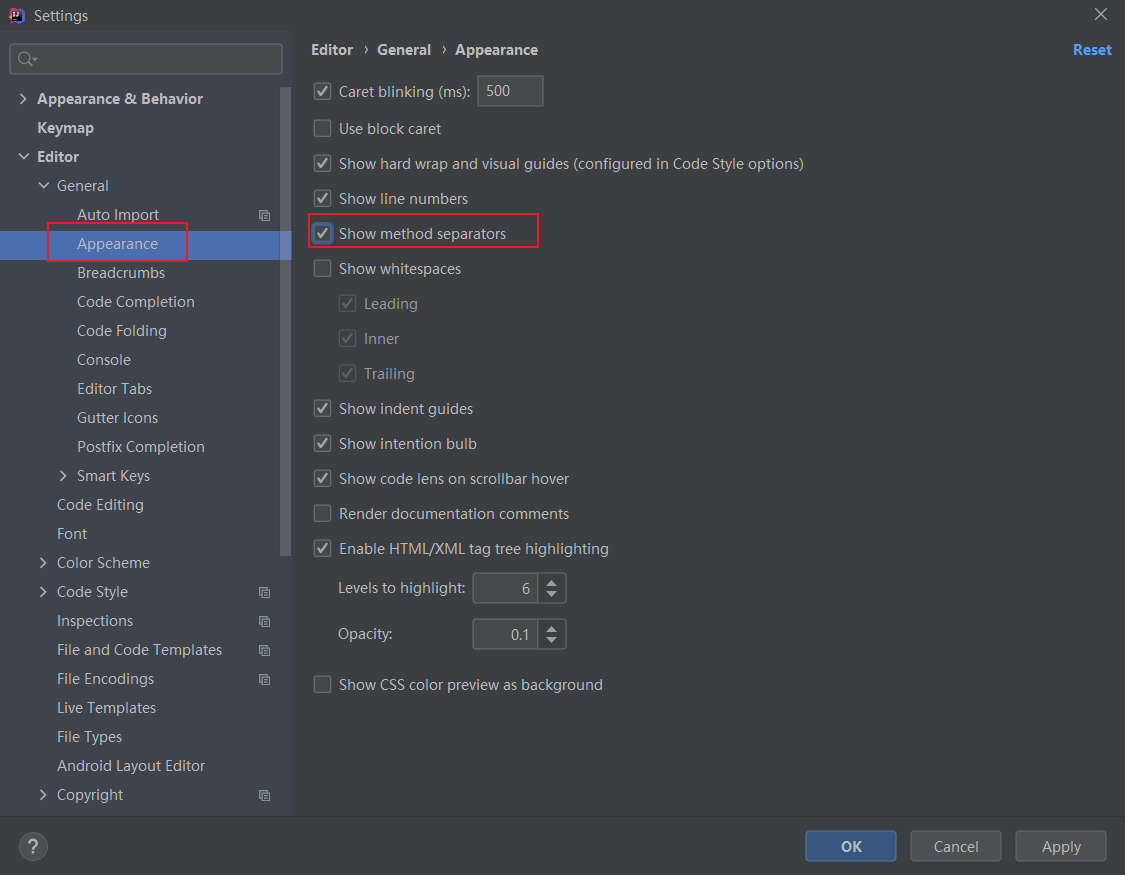 Settings
Appearance & Behavior
Keymap
Editor
General
Auto Import
Appearance
Breadcrumbs
Code Completion
Code Folding
Console
Editor Tabs
Gutter Icons
Postfix Completion
Smart Keys
Code Editing
Font
Color Scheme
Code Style
Inspections
File and Code Templates
File Encodings
Live Templates
File Types
Android Layout Editor
Copyright
Editor › General › Appearance
Reset
Caret blinking (ms): 500
Use block caret
Show hard wrap and visual guides (configured in Code Style options)
Show line numbers
Show method separators
Show whitespaces
Leading
Inner
Trailing
Show indent guides
Show intention bulb
Show code lens on scrollbar hover
Render documentation comments
Enable HTML/XML tag tree highlighting
Levels to highlight: 6
Opacity: 0.1
Show CSS color preview as background
?
OK
Cancel
Apply